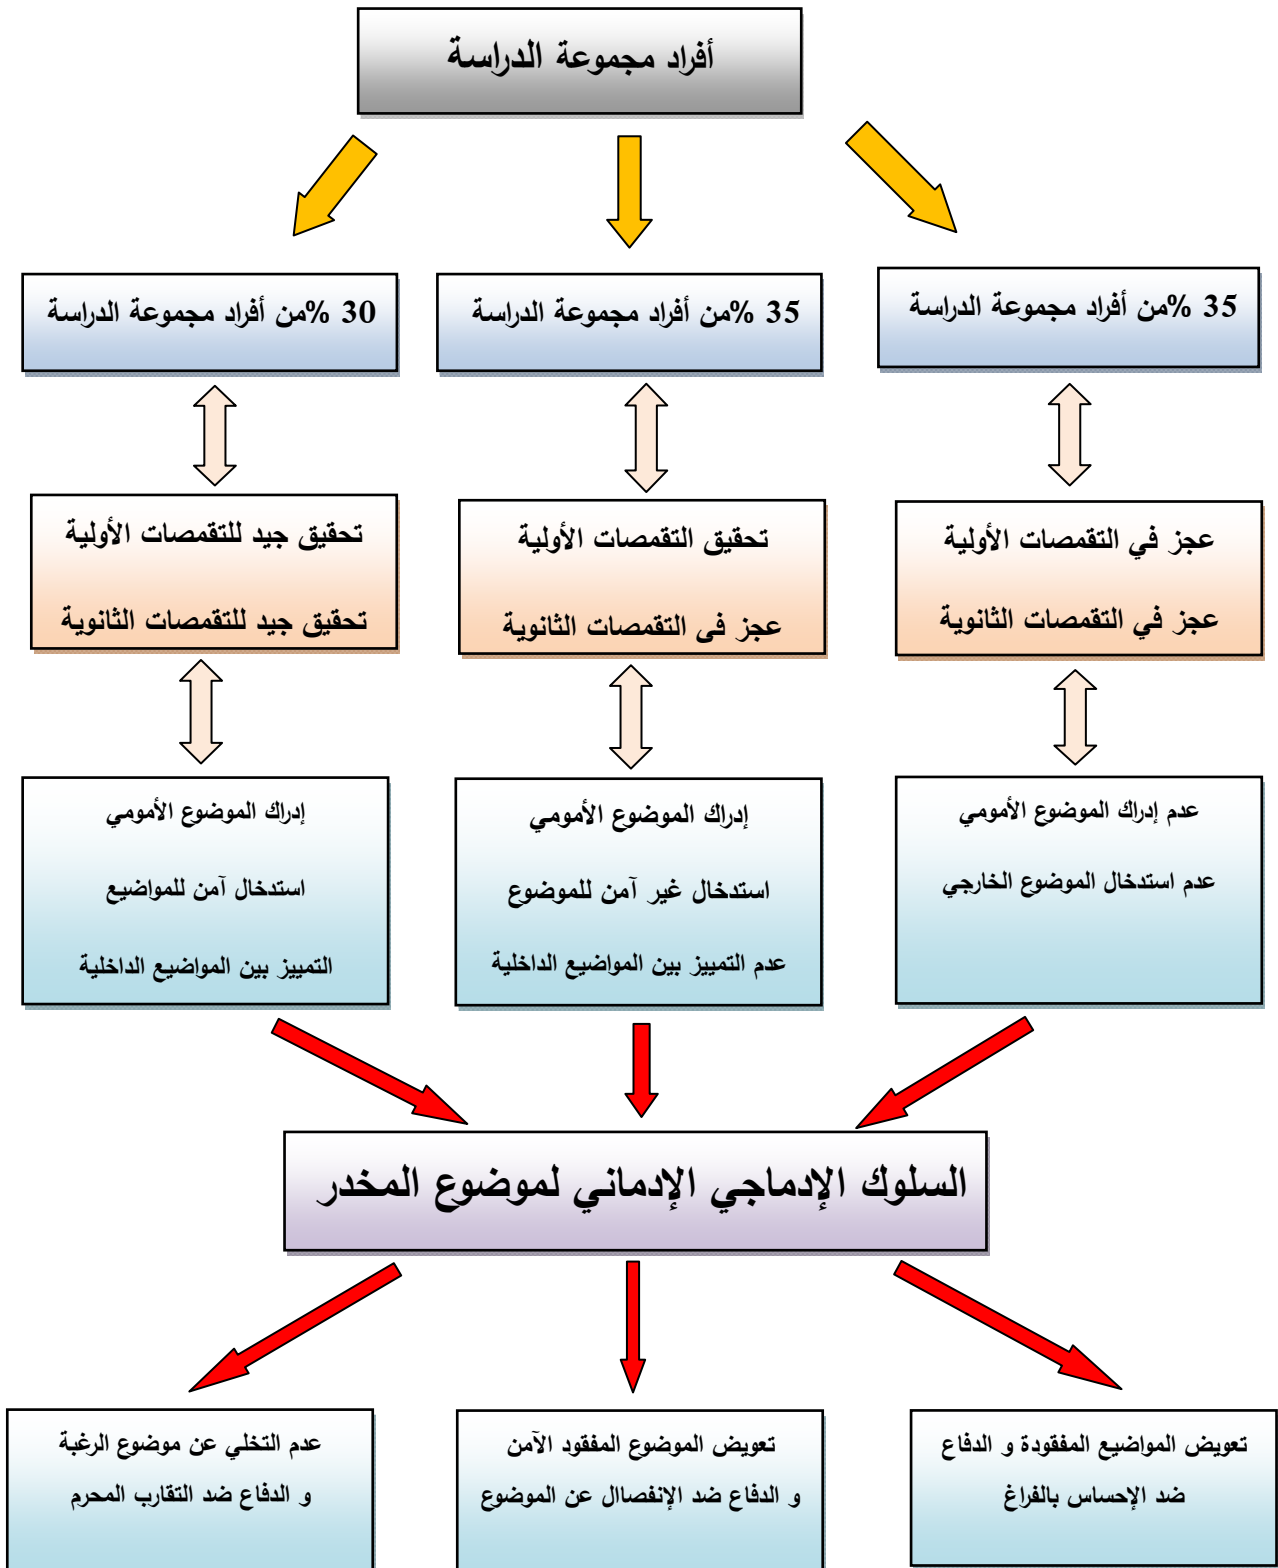 أفراد مجموعة الدراسة
35 %من أفراد مجموعة الدراسة
35 %من أفراد مجموعة الدراسة
30 %من أفراد مجموعة الدراسة
عجز في التقمصات الأولية
عجز في التقمصات الثانوية
تحقيق التقمصات الأولية
عجز فى التقمصات الثانوية
تحقيق جيد للتقمصات الأولية
تحقيق جيد للتقمصات الثانوية
عدم إدراك الموضوع الأمومي
عدم استدخال الموضوع الخارجي
إدراك الموضوع الأمومي
استدخال غير آمن للموضوع
عدم التمييز بين المواضيع الداخلية
إدراك الموضوع الأمومي
استدخال آمن للمواضيع
التمييز بين المواضيع الداخلية
السلوك الإدماجي الإدماني لموضوع المخدر
تعويض المواضيع المفقودة و الدفاع
ضد الإحساس بالفراغ
تعويض الموضوع المفقود الآمن
و الدفاع ضد الإنفصاال عن الموضوع
عدم التخلي عن موضوع الرغبة
و الدفاع ضد التقارب المحرم